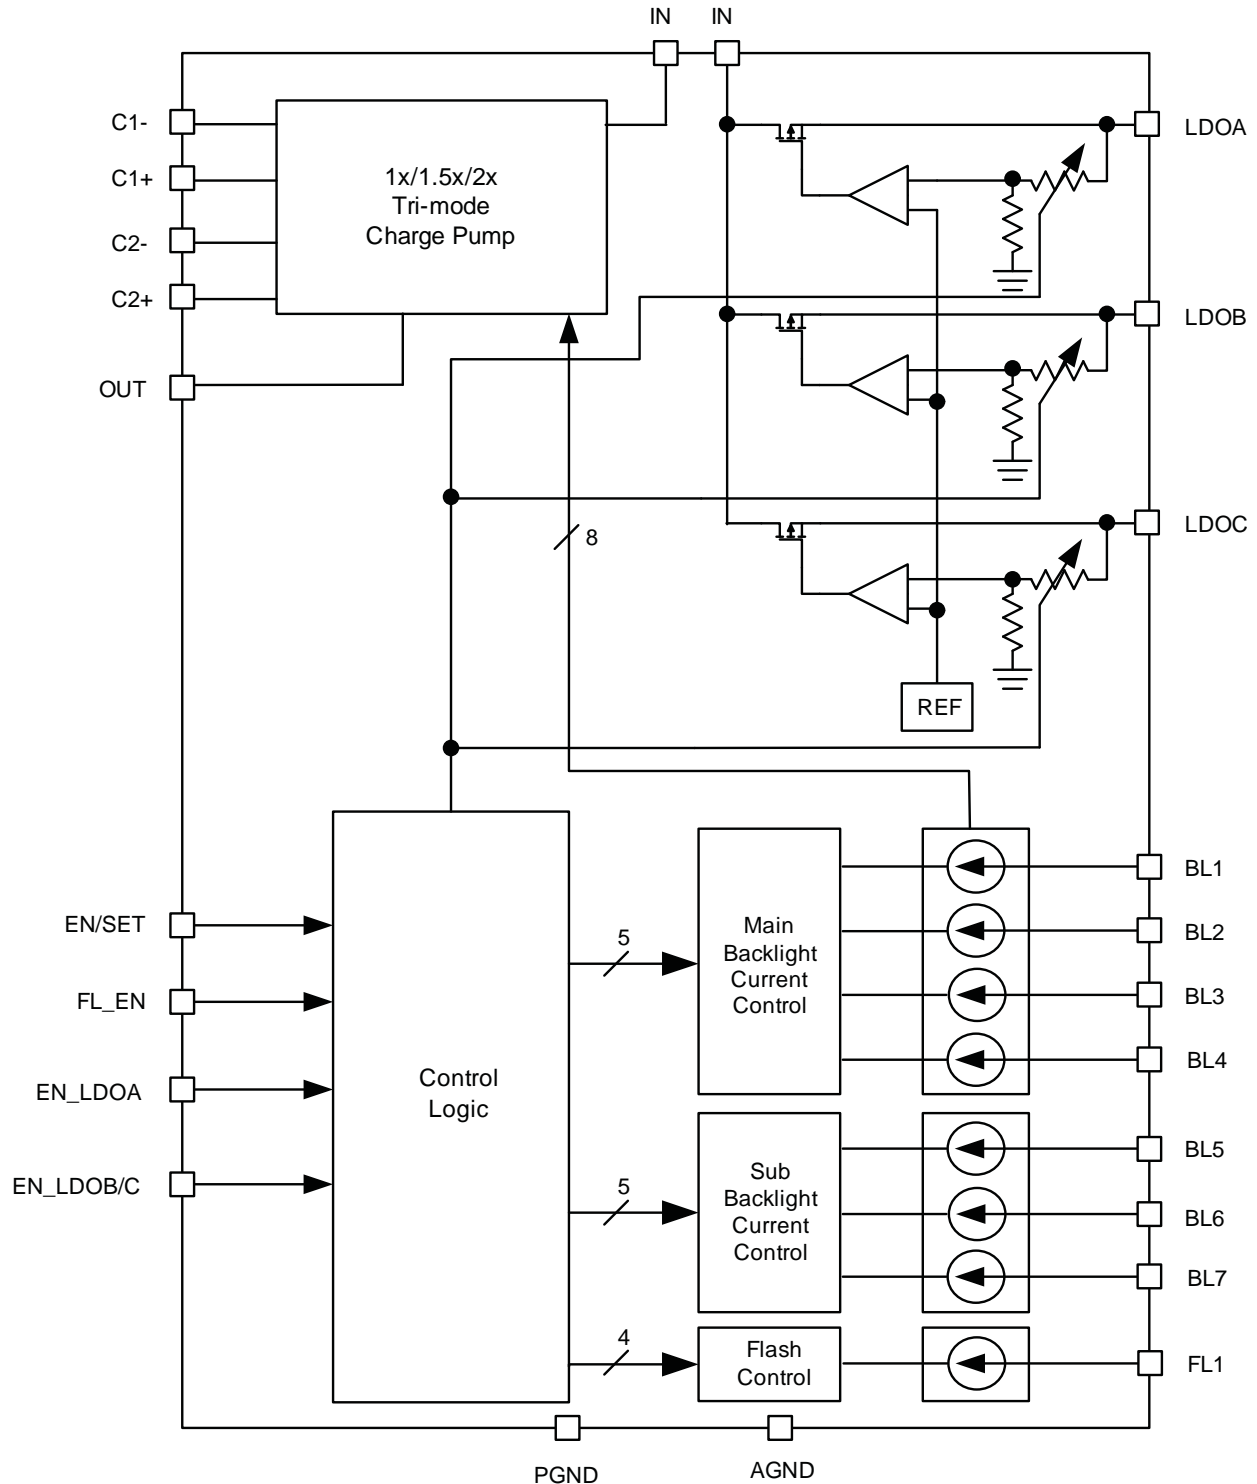 IN
IN
C1-
C1+
C2-
C2+
OUT
1x/1.5x/2x
Tri-mode
Charge Pump
LDOA
LDOB
LDOC
8
REF
EN/SET
FL_EN
EN_LDOA
EN_LDOB/C
Control
Logic
5
5
4
Main
Backlight
Current
Control
Sub
Backlight
Current
Control
Flash
Control
BL1
BL2
BL3
BL4
BL5
BL6
BL7
FL1
PGND
AGND